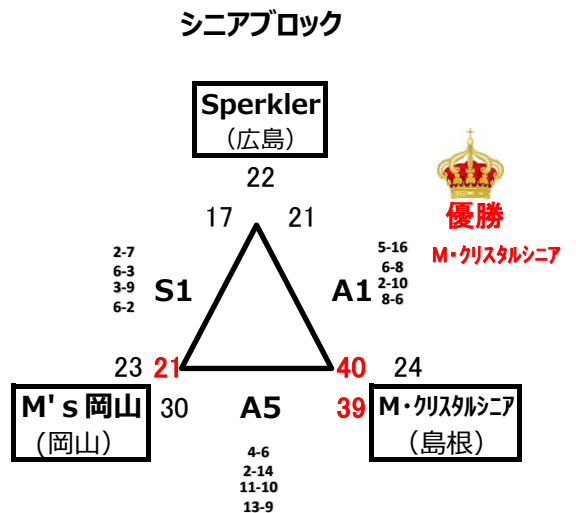 シニアブロック
Sperkler
（広島）
22
17 21
優勝
M・クリスタルシニア
2-7
6-3
3-9
6-2
S1
A1
5-16
6-8
2-10
8-6
23 21
40 24
M's岡山
(岡山）
30
A5
39
M・クリスタルシニア
（島根）
4-6
2-14
11-10
13-9